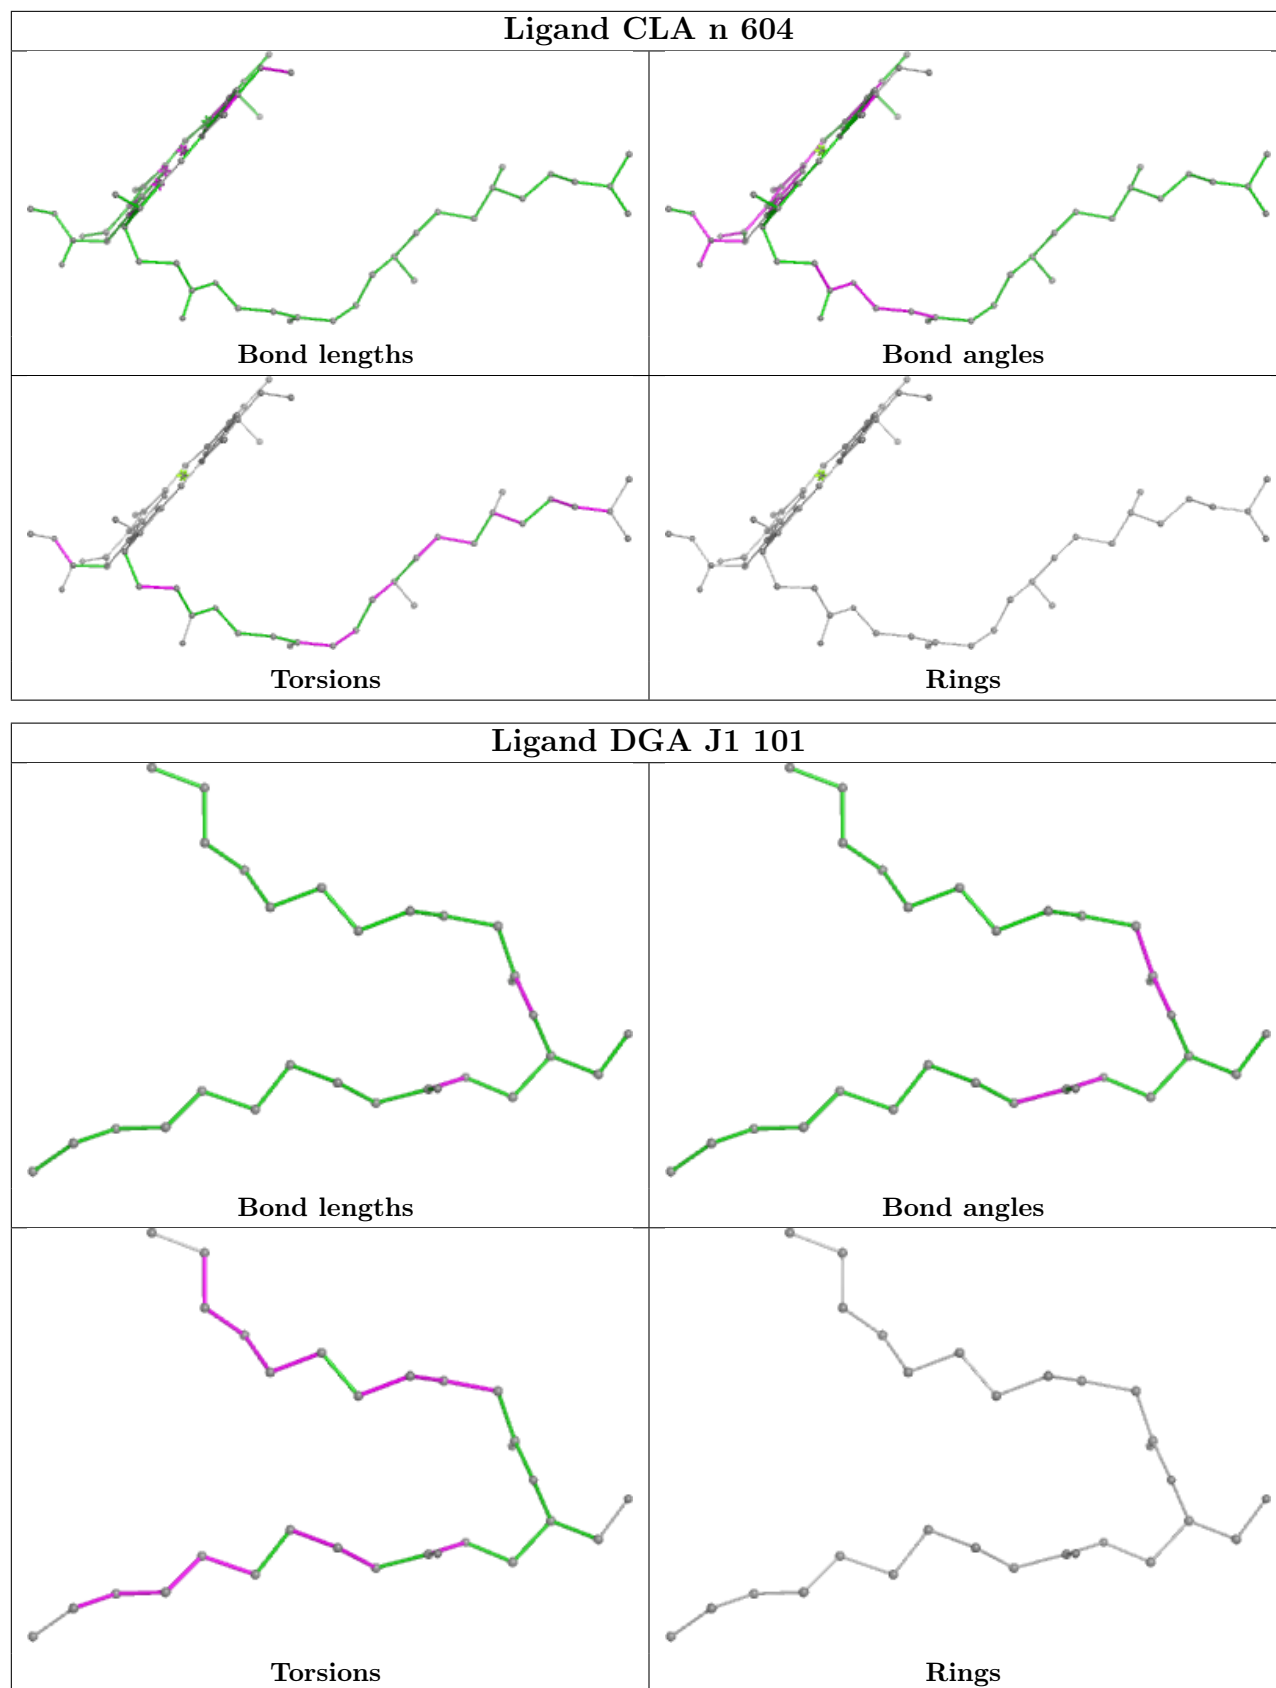 Ligand CLA n 604
Bond lengths
Bond angles
Torsions
Rings
Ligand DGA J1 101
Bond lengths
Bond angles
Torsions
Rings